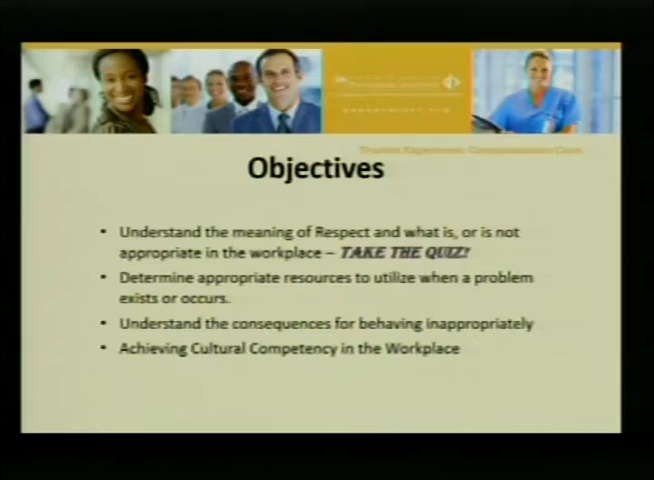 Objectives
• Understand the meaning of Respect and what is, or is not
appropriate in the workplace – TAKE THE QUIZ!
• Determine appropriate resources to utilize when a problem
exists or occurs.
• Understand the consequences for behaving inappropriately
• Achieving Cultural Competency in the Workplace